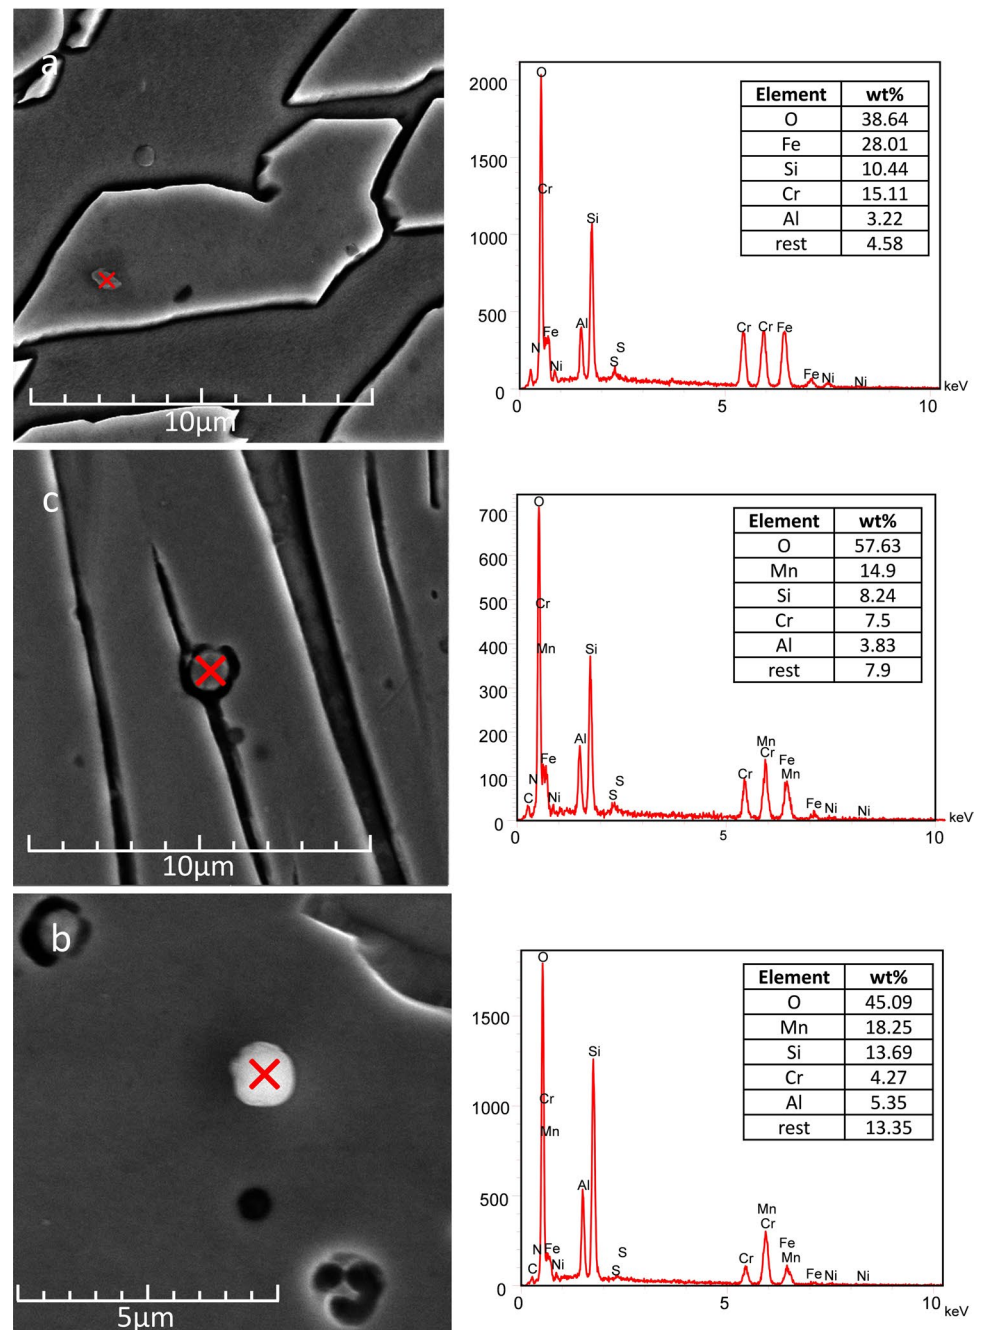 a
10µm
2000
1500
1000
500
0
0
5
10
keV
O
Cr
Si
Fe
Al
N
Ni
S
S
Cr
Cr
Fe
Fe
Ni
Ni
Element wt%
O 38.64
Fe 28.01
Si 10.44
Cr 15.11
Al 3.22
rest 4.58
c
10µm
700
600
500
400
300
200
100
0
0
5
10
keV
O
Cr
Mn
Si
Al
Fe
N
C
Ni
S
S
Mn
Cr
Cr
Fe
Mn
Fe
Ni
Ni
Element wt%
O 57.63
Mn 14.9
Si 8.24
Cr 7.5
Al 3.83
rest 7.9
b
5µm
1500
1000
500
0
0
5
10
keV
O
Si
Cr
Mn
Al
N
Fe
C
Ni
S
S
Mn
Cr
Cr
Fe
Mn
Fe
Ni
Ni
Element wt%
O 45.09
Mn 18.25
Si 13.69
Cr 4.27
Al 5.35
rest 13.35